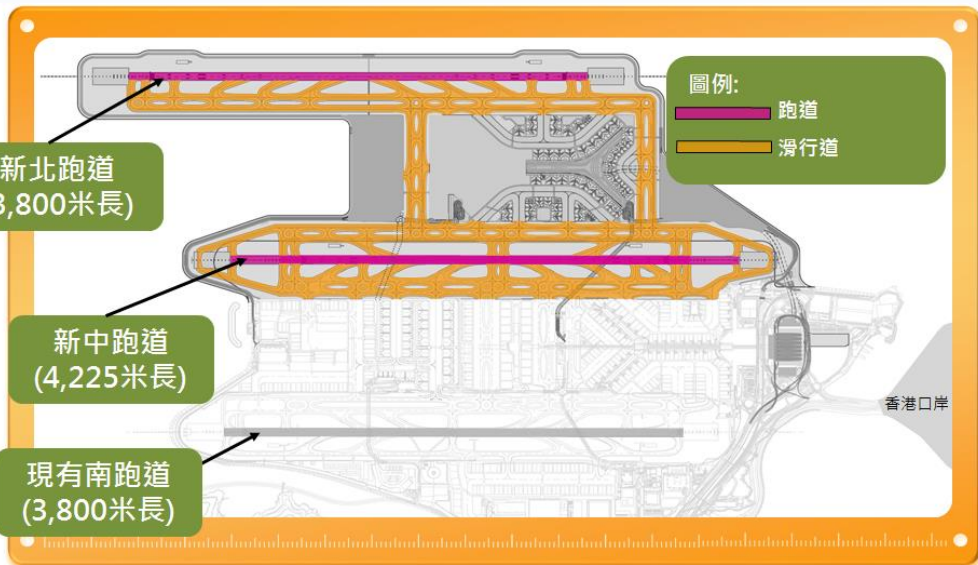 圖例:
跑道
滑行道
新北跑道
3,800米長)
新中跑道
(4,225米長)
香港口岸
現有南跑道
(3,800米長)